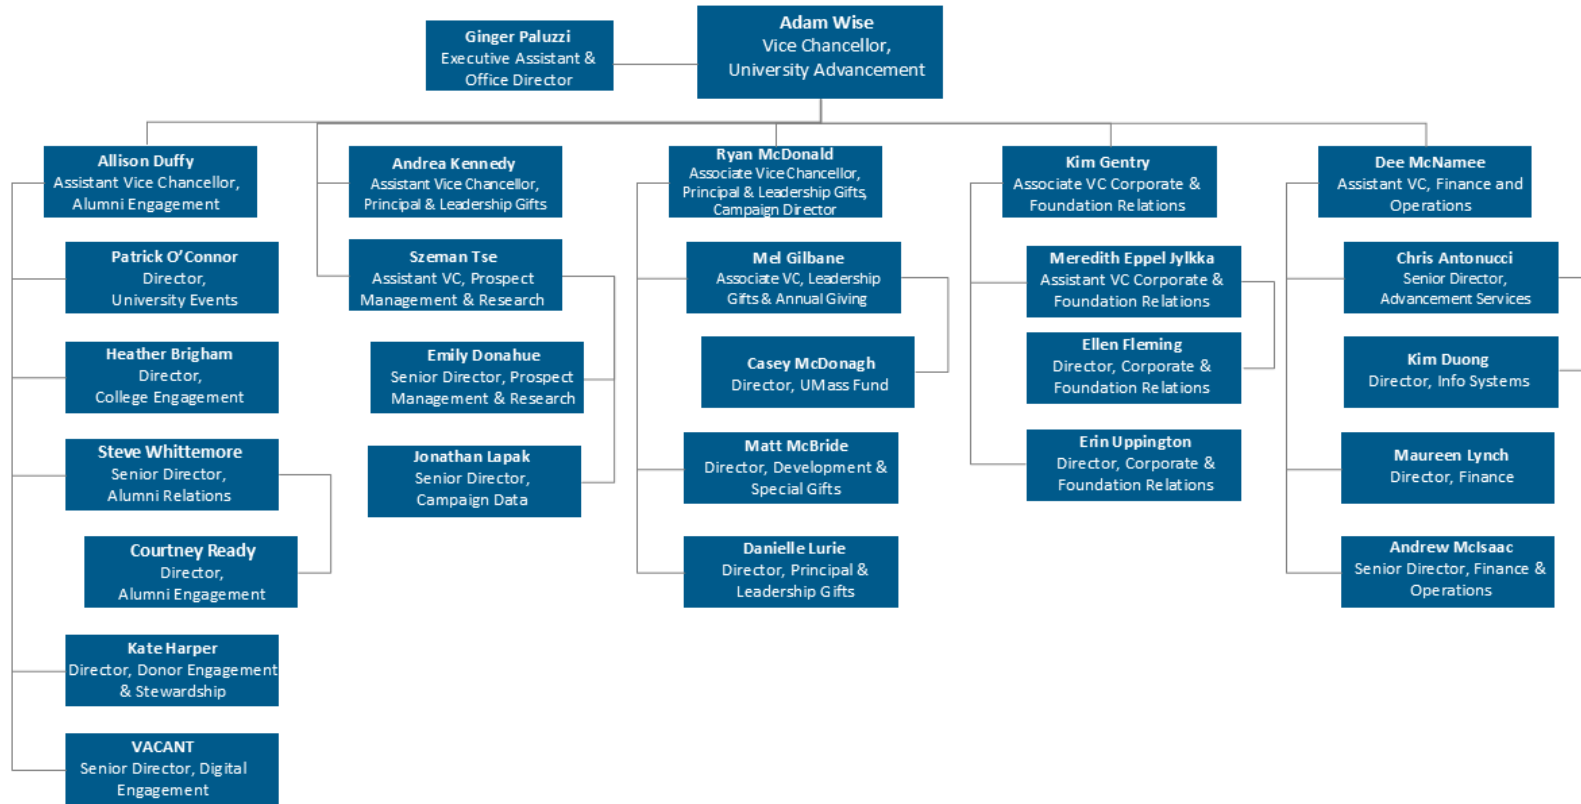 Adam Wise
Vice Chancellor,
University Advancement
Ginger Paluzzi
Executive Assistant &
Office Director
Allison Duffy
Assistant Vice Chancellor,
Alumni Engagement
Patrick O’Connor
Director,
University Events
Heather Brigham
Director,
College Engagement
Steve Whittemore
Senior Director,
Alumni Relations
Courtney Ready
Director,
Alumni Engagement
Kate Harper
Director, Donor Engagement
& Stewardship
VACANT
Senior Director, Digital
Engagement
Andrea Kennedy
Assistant Vice Chancellor,
Principal & Leadership Gifts
Szeman Tse
Assistant VC, Prospect
Management & Research
Emily Donahue
Senior Director, Prospect
Management & Research
Jonathan Lapak
Senior Director,
Campaign Data
Ryan McDonald
Associate Vice Chancellor,
Principal & Leadership Gifts,
Campaign Director
Mel Gilbane
Associate VC, Leadership
Gifts & Annual Giving
Casey McDonagh
Director, UMass Fund
Matt McBride
Director, Development &
Special Gifts
Danielle Lurie
Director, Principal &
Leadership Gifts
Kim Gentry
Associate VC Corporate &
Foundation Relations
Meredith Eppel Jylkka
Assistant VC Corporate &
Foundation Relations
Ellen Fleming
Director, Corporate &
Foundation Relations
Erin Uppington
Director, Corporate &
Foundation Relations
Dee McNamee
Assistant VC, Finance and
Operations
Chris Antonucci
Senior Director,
Advancement Services
Kim Duong
Director, Info Systems
Maureen Lynch
Director, Finance
Andrew McIsaac
Senior Director, Finance &
Operations